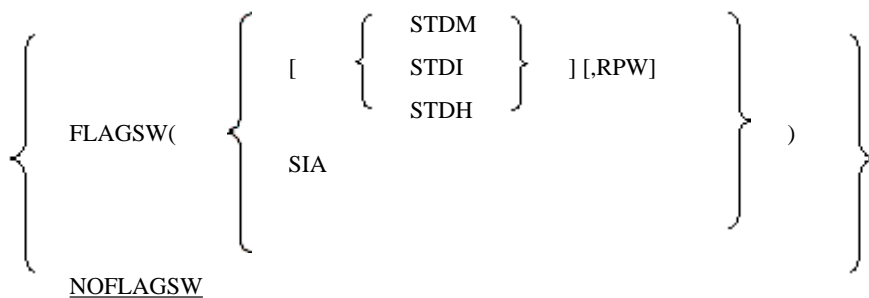 STDM
[ STDI ] [,RPW]
STDH
FLAGSW( )
SIA
NOFLAGSW